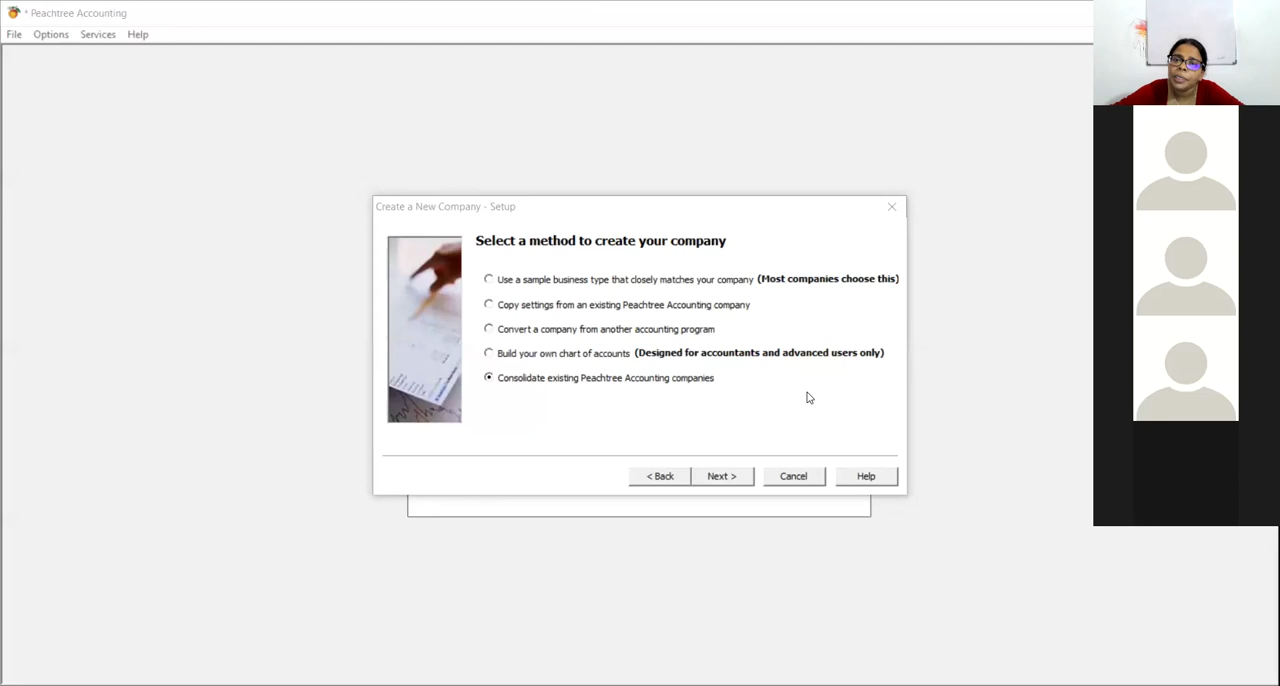 * Peachtree Accounting
File Options Services Help
Create a New Company - Setup
Select a method to create your company
Use a sample business type that closely matches your company (Most companies choose this)
Copy settings from an existing Peachtree Accounting company
Convert a company from another accounting program
Build your own chart of accounts (Designed for accountants and advanced users only)
Consolidate existing Peachtree Accounting companies
< Back Next > Cancel Help